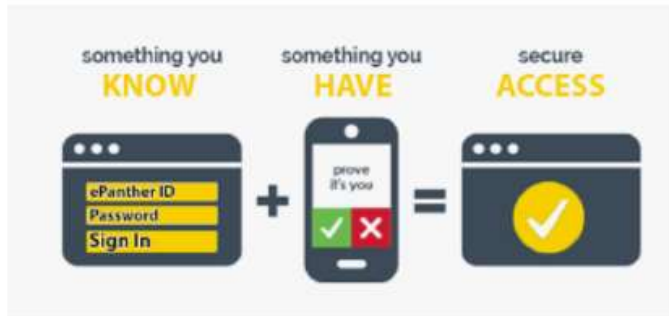 something you
KNOW
something you
HAVE
secure
ACCESS
ePanther ID
Password
Sign In
prove
it's you